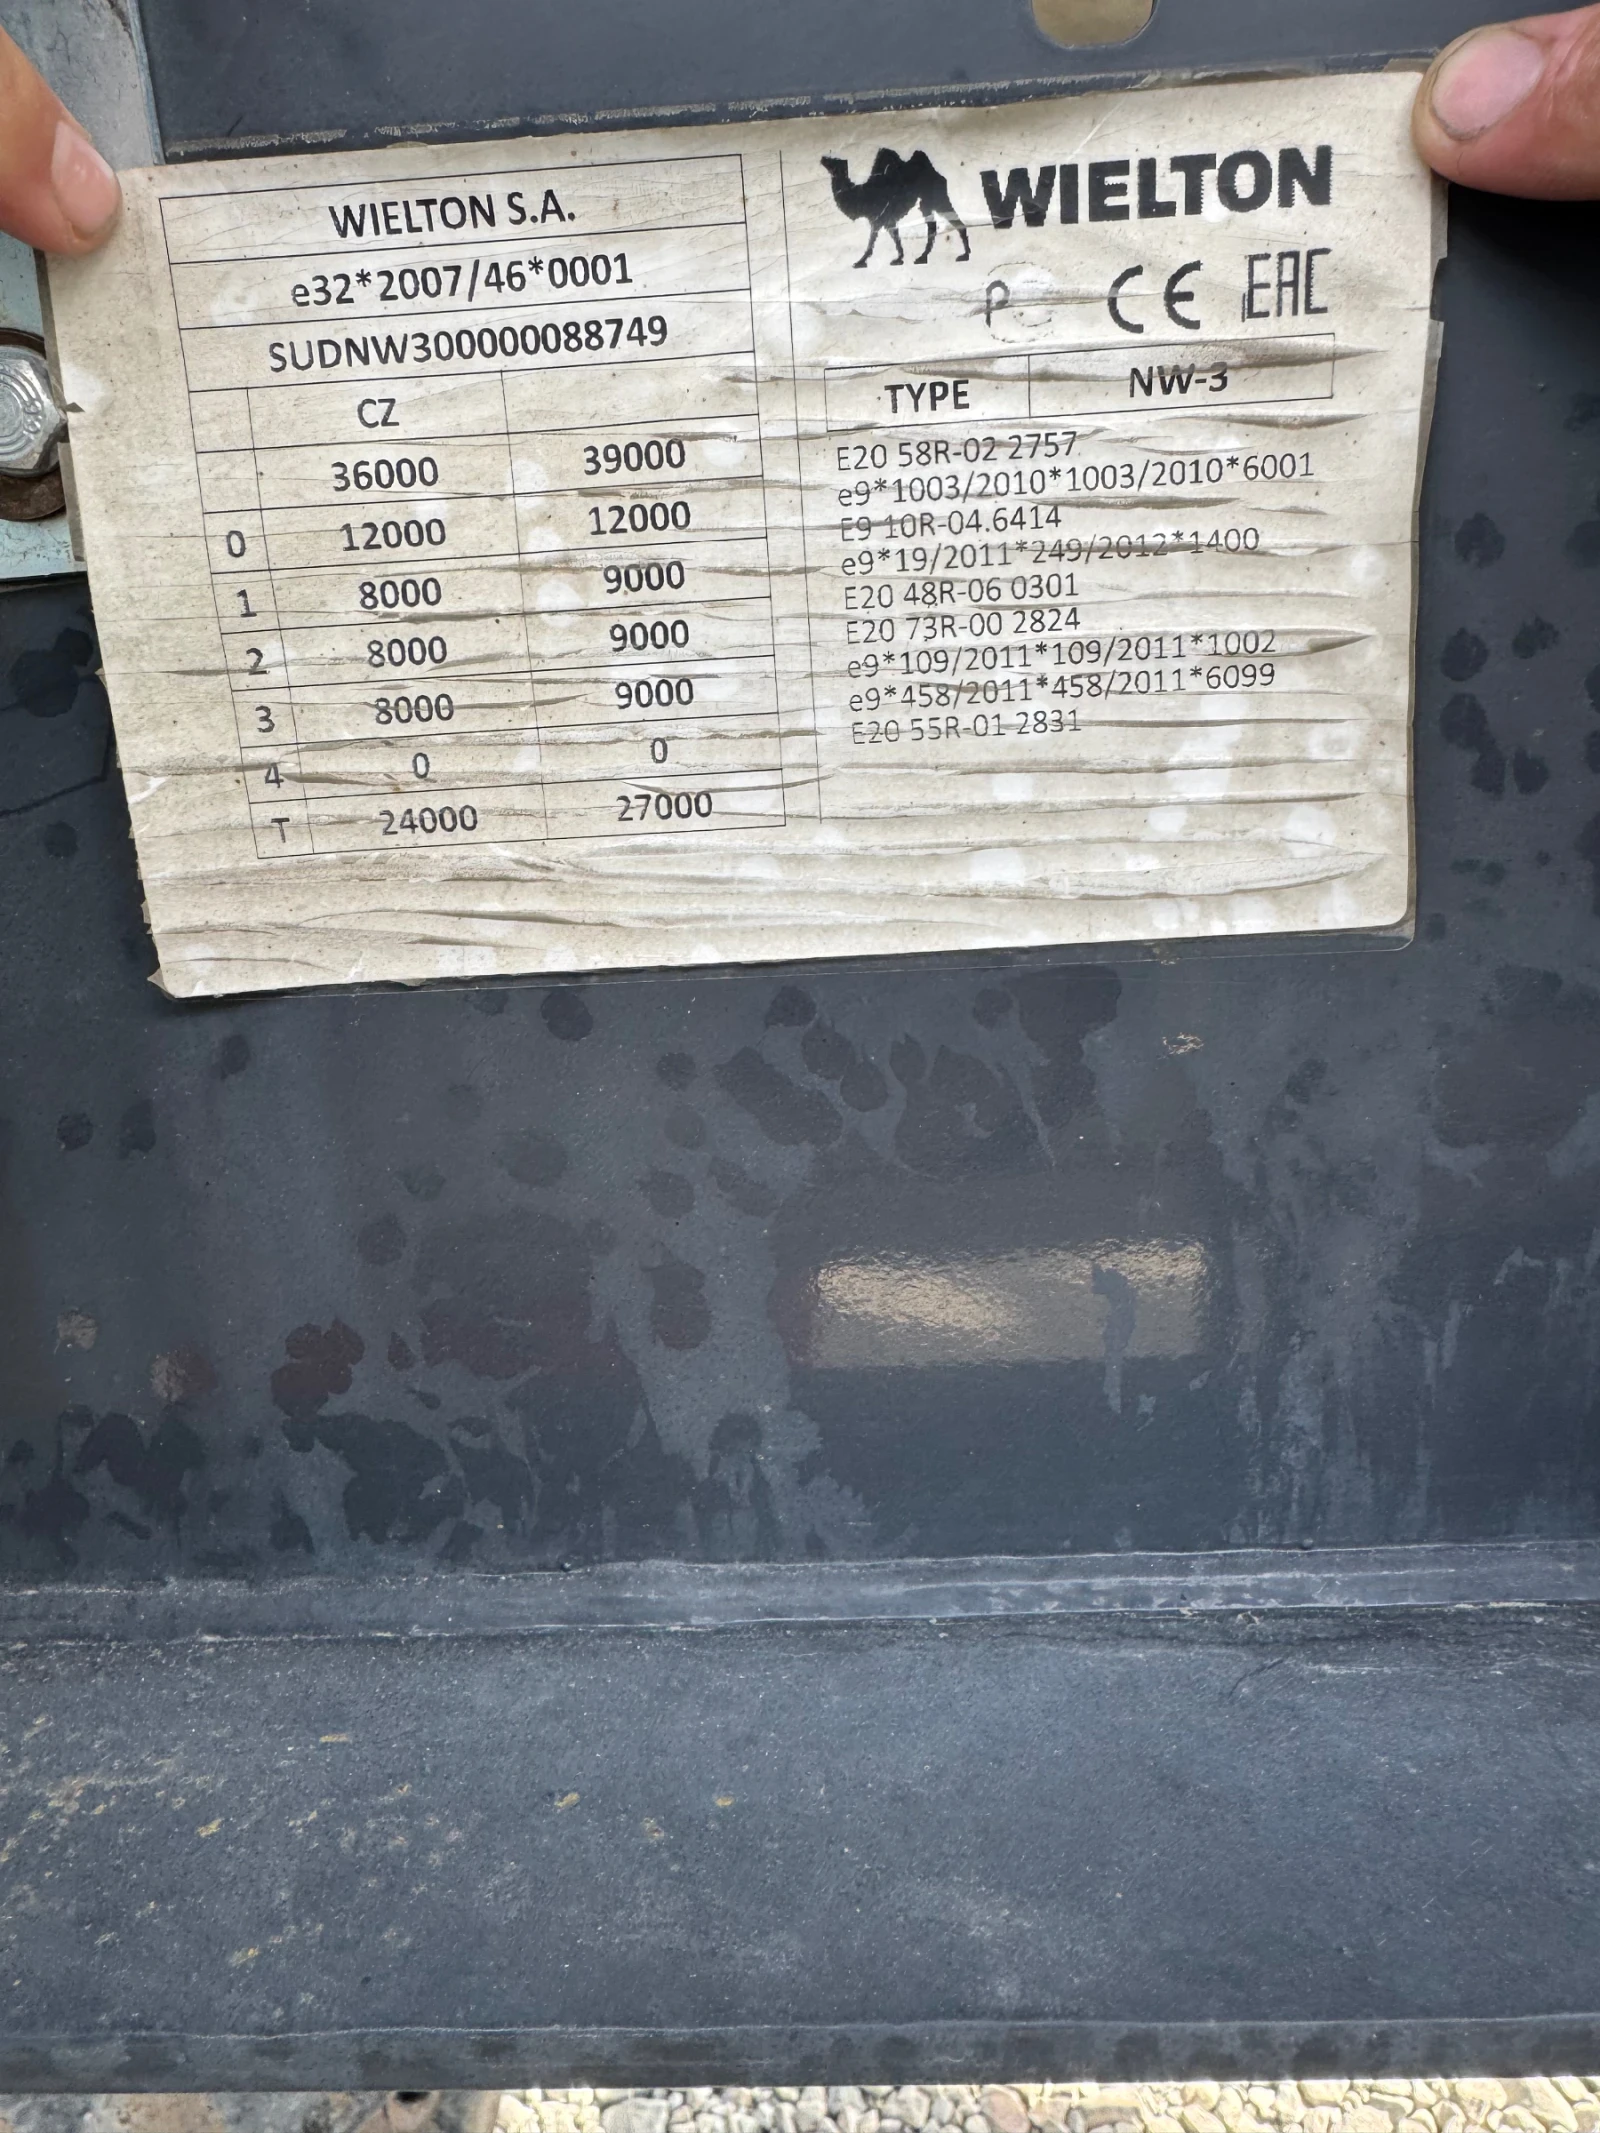 WIELTON S.A.
e32*2007/46*0001
SUDNW300000088749
CZ
36000 39000
0 12000 12000
1 8000 9000
2 8000 9000
3 8000 9000
4 0 0
T 24000 27000
WIELTON
CE EAC
TYPE NW-3
E20 58R-02 2757
e9*1003/2010*1003/2010*6001
E9 10R-04.6414
e9*19/2011*249/2012*1400
E20 48R-06 0301
E20 73R-00 2824
e9*109/2011*109/2011*1002
e9*458/2011*458/2011*6099
E20 55R-01 2831